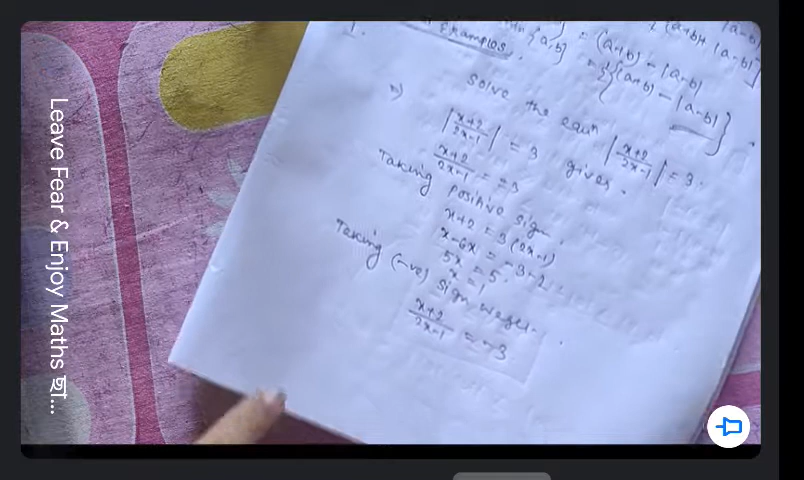 Examples.
Solve the equn |x+2/2x-1| = 3.
|x+2/2x-1| = 3 gives.
x+2/2x-1 = ±3
Taking positive sign.
x+2 = 3(2x-1)
x-6x = -3-2
5x = 5.
x = 1
Taking (-ve) sign we get.
x+2/2x-1 = -3
Leave Fear & Enjoy Maths ছা...